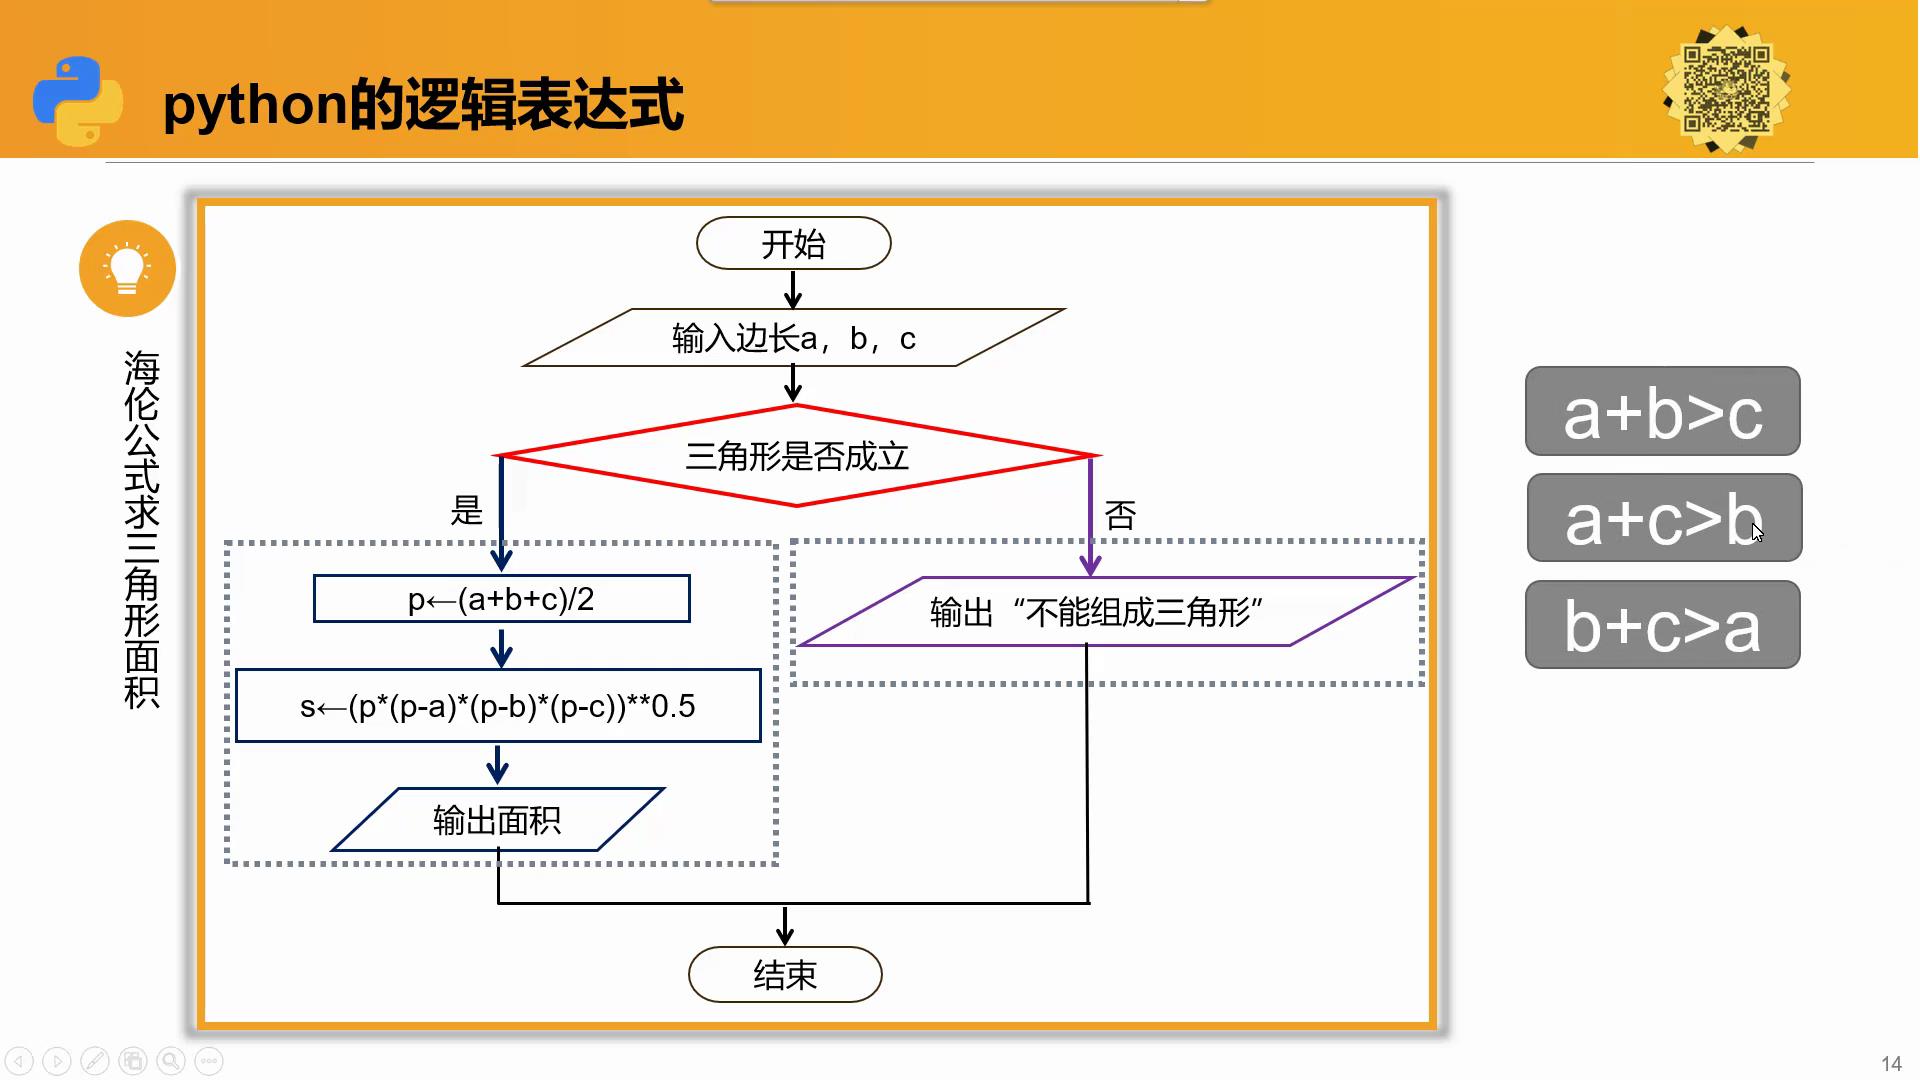 python的逻辑表达式
海伦公式求三角形面积
开始
输入边长a，b，c
三角形是否成立
是
否
p←(a+b+c)/2
s←(p*(p-a)*(p-b)*(p-c))**0.5
输出面积
输出“不能组成三角形”
结束
a+b>c
a+c>b
b+c>a
14